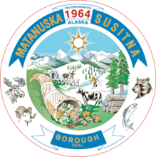 MATANUSKA
1964
SUSITNA
ALASKA
BOROUGH